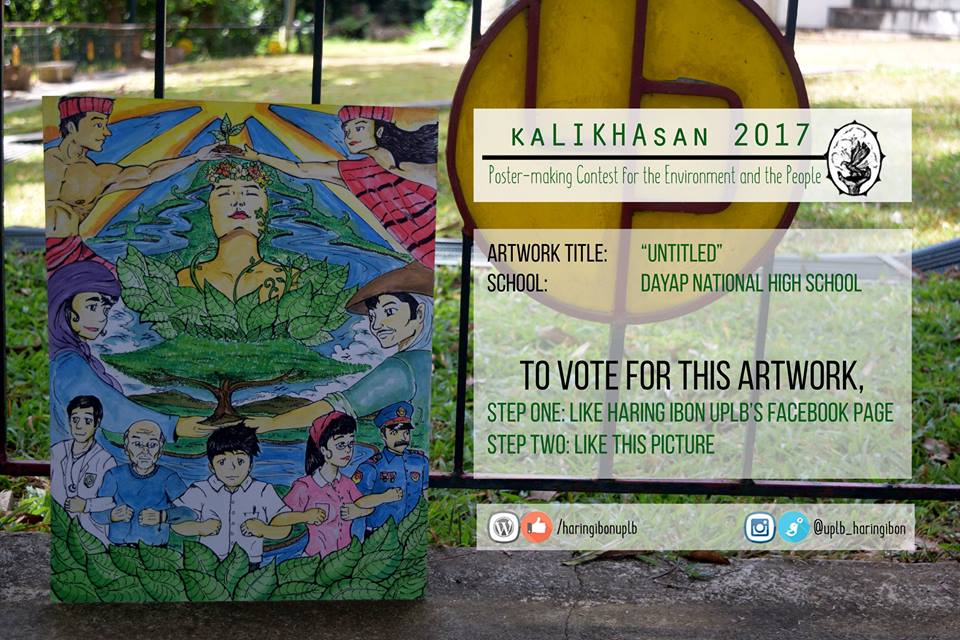 kaLIKHAsan 2017
Poster-making Contest for the Environment and the People
ARTWORK TITLE: "UNTITLED"
SCHOOL: DAYAP NATIONAL HIGH SCHOOL
TO VOTE FOR THIS ARTWORK,
STEP ONE: LIKE HARING IBON UPLB'S FACEBOOK PAGE
STEP TWO: LIKE THIS PICTURE
/haringibonuplb @uplb_haringibon